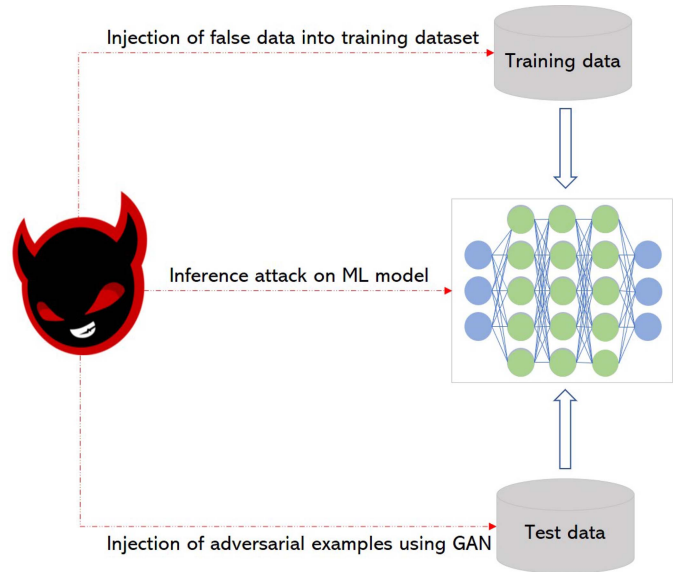 Injection of false data into training dataset
Training data
Inference attack on ML model
Test data
Injection of adversarial examples using GAN